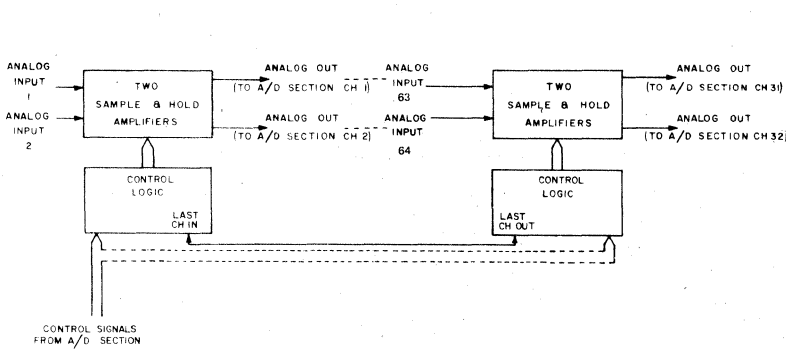 ANALOG
INPUT
1
ANALOG
INPUT
2
TWO
SAMPLE & HOLD
AMPLIFIERS
ANALOG OUT
(TO A/D SECTION CH 1)
ANALOG OUT
(TO A/D SECTION CH 2)
CONTROL
LOGIC
LAST
CH IN
ANALOG
INPUT
63
ANALOG
INPUT
64
TWO
SAMPLE & HOLD
AMPLIFIERS
ANALOG OUT
(TO A/D SECTION CH 31)
ANALOG OUT
(TO A/D SECTION CH 32)
CONTROL
LOGIC
LAST
CH OUT
CONTROL SIGNALS
FROM A/D SECTION